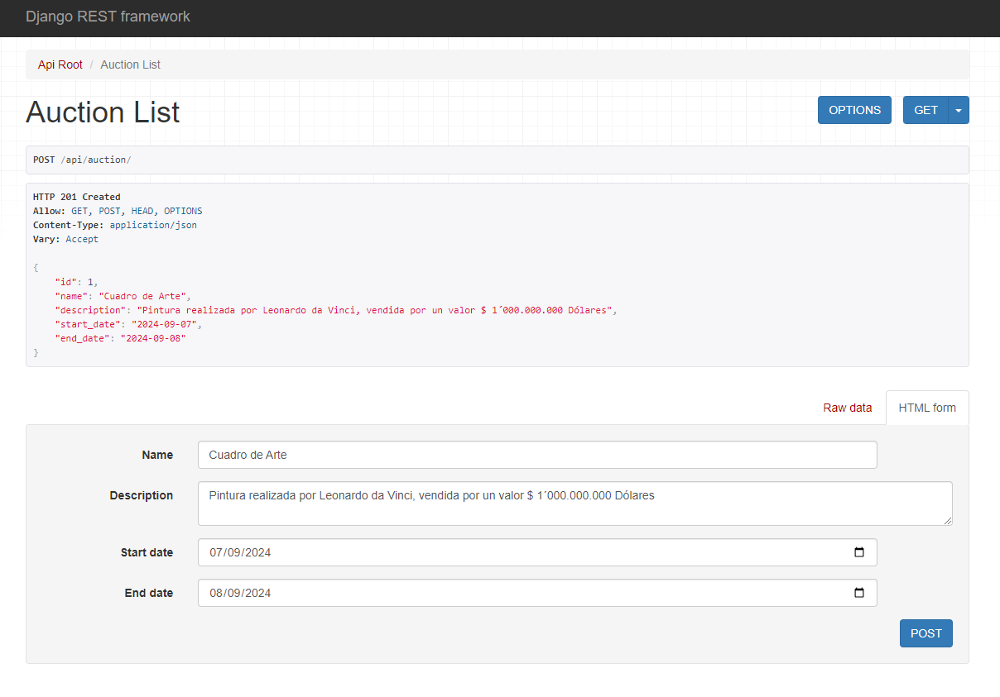 Django REST framework
Api Root / Auction List
Auction List
OPTIONS GET
POST /api/auction/
HTTP 201 Created
Allow: GET, POST, HEAD, OPTIONS
Content-Type: application/json
Vary: Accept
{
    "id": 1,
    "name": "Cuadro de Arte",
    "description": "Pintura realizada por Leonardo da Vinci, vendida por un valor $ 1´000.000.000 Dólares",
    "start_date": "2024-09-07",
    "end_date": "2024-09-08"
}
Raw data HTML form
Name Cuadro de Arte
Description Pintura realizada por Leonardo da Vinci, vendida por un valor $ 1´000.000.000 Dólares
Start date 07/09/2024
End date 08/09/2024
POST